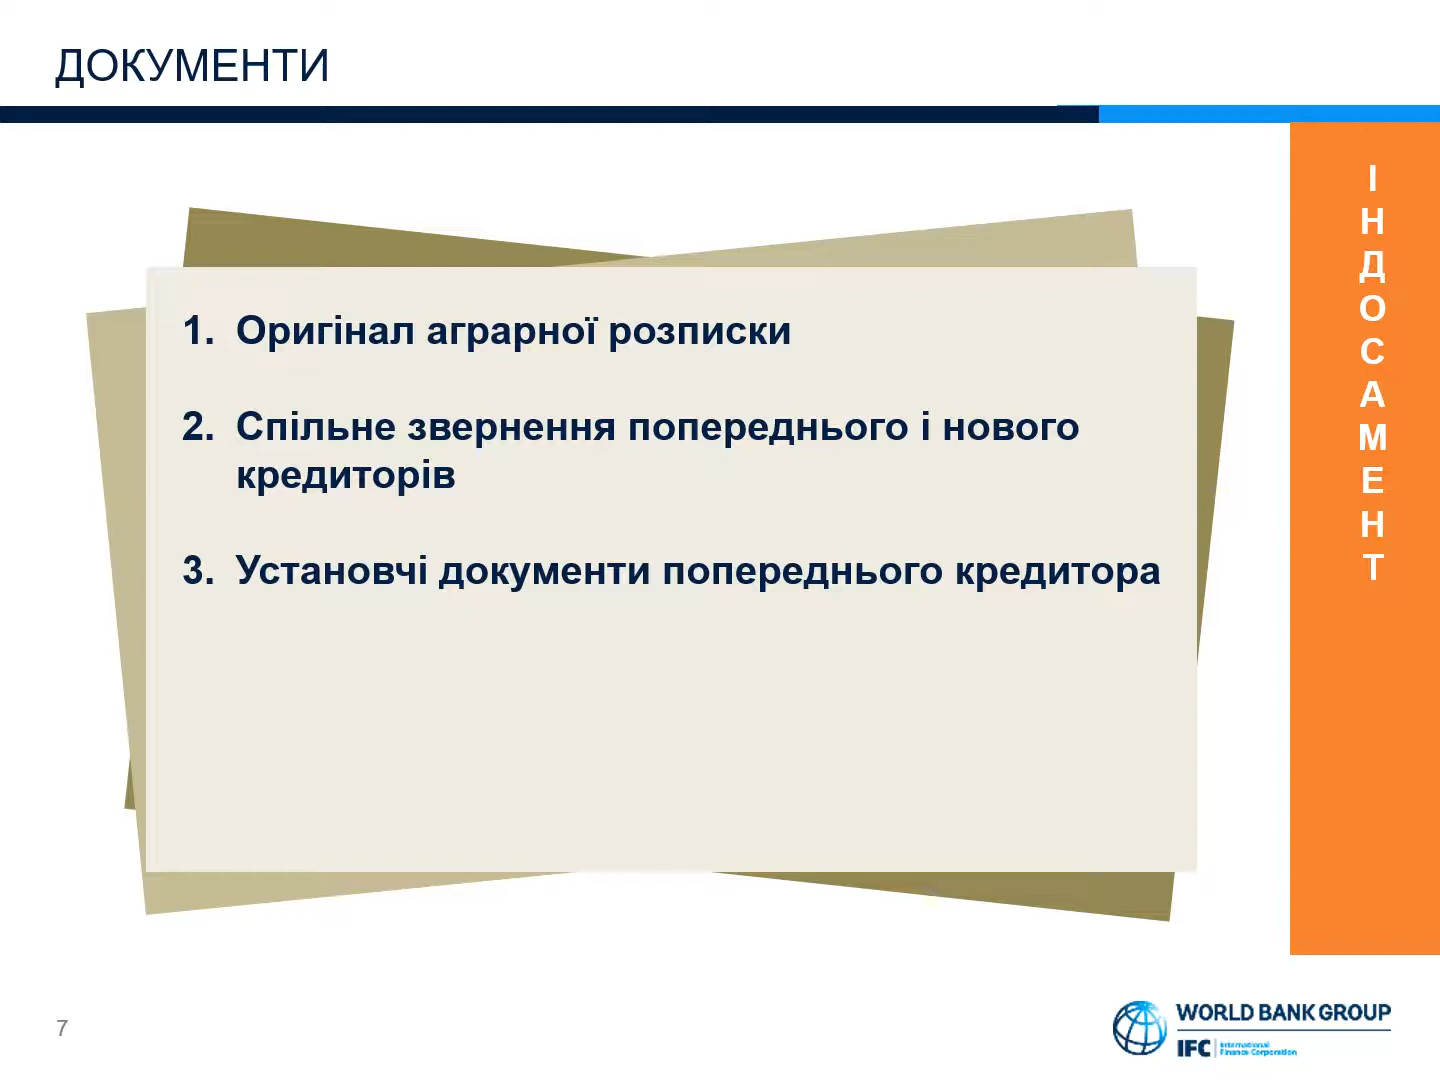 ДОКУМЕНТИ
1. Оригінал аграрної розписки
2. Спільне звернення попереднього і нового
кредиторів
3. Установчі документи попереднього кредитора
І
Н
Д
О
С
А
М
Е
Н
Т
7
WORLD BANK GROUP
IFC International
Finance Corporation